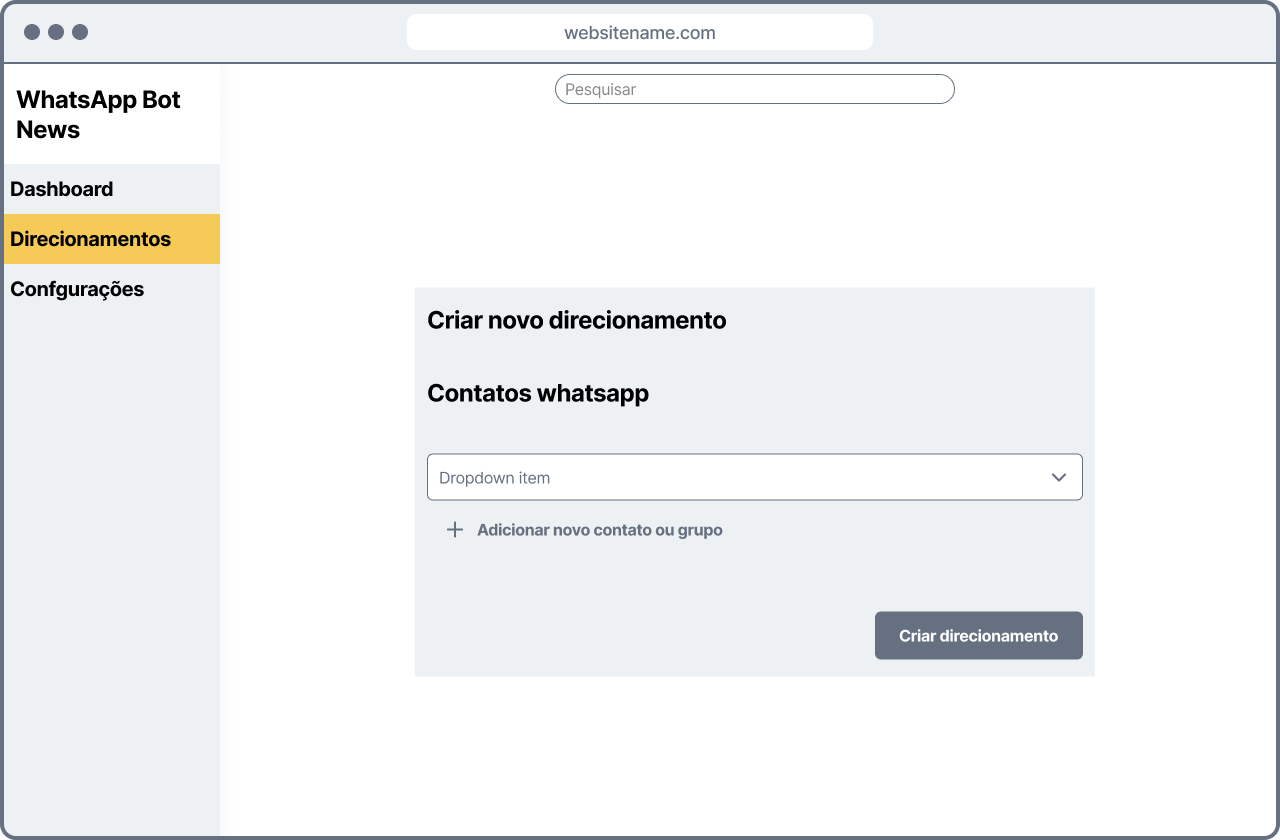 websitename.com
WhatsApp Bot
News
Pesquisar
Dashboard
Direcionamentos
Confgurações
Criar novo direcionamento
Contatos whatsapp
Dropdown item
Adicionar novo contato ou grupo
Criar direcionamento